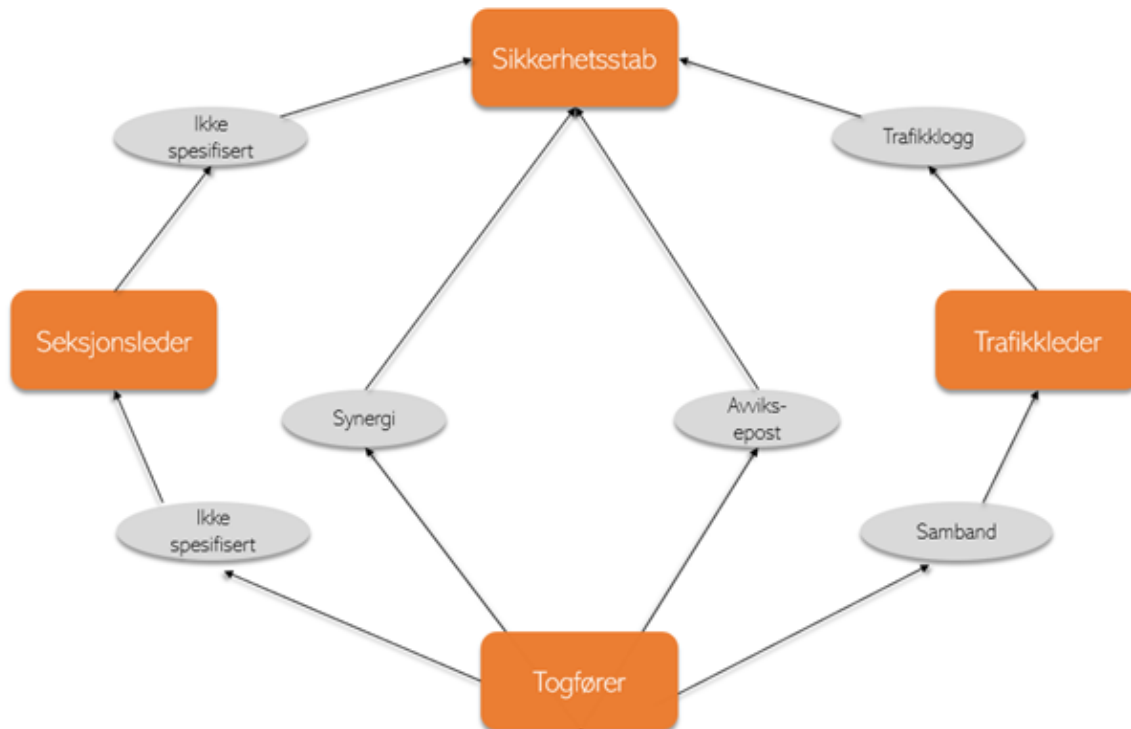 Sikkerhetsstab
Ikke
spesifisert
Trafikklogg
Seksjonsleder
Trafikkleder
Synergi
Avviks-
epost
Ikke
spesifisert
Samband
Togfører